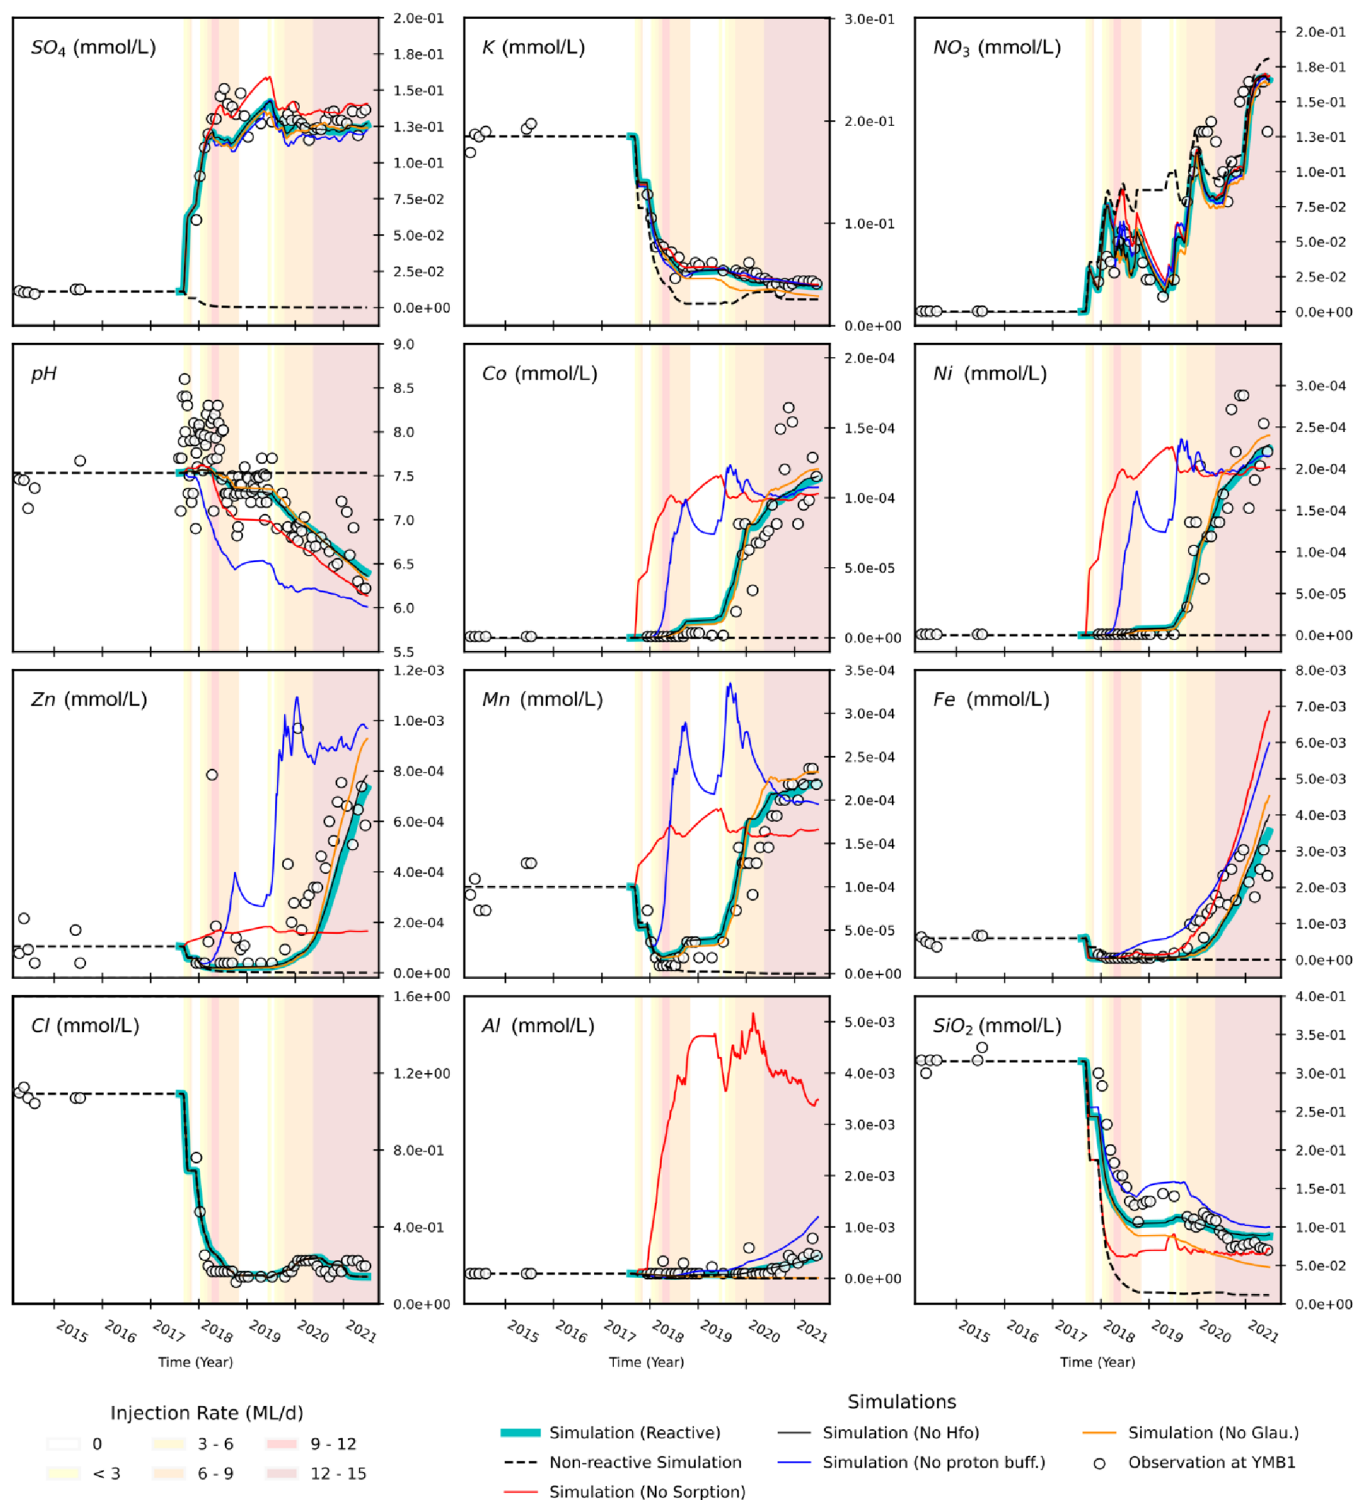 SO4 (mmol/L)
2.0e-01
1.8e-01
1.5e-01
1.3e-01
1.0e-01
7.5e-02
5.0e-02
2.5e-02
0.0e+00
K (mmol/L)
3.0e-01
2.0e-01
1.0e-01
0.0e+00
NO3 (mmol/L)
2.0e-01
1.8e-01
1.5e-01
1.3e-01
1.0e-01
7.5e-02
5.0e-02
2.5e-02
0.0e+00
pH
9.0
8.5
8.0
7.5
7.0
6.5
6.0
5.5
Co (mmol/L)
2.0e-04
1.5e-04
1.0e-04
5.0e-05
0.0e+00
Ni (mmol/L)
3.0e-04
2.5e-04
2.0e-04
1.5e-04
1.0e-04
5.0e-05
0.0e+00
Zn (mmol/L)
1.2e-03
1.0e-03
8.0e-04
6.0e-04
4.0e-04
2.0e-04
0.0e+00
Mn (mmol/L)
3.5e-04
3.0e-04
2.5e-04
2.0e-04
1.5e-04
1.0e-04
5.0e-05
0.0e+00
Fe (mmol/L)
8.0e-03
7.0e-03
6.0e-03
5.0e-03
4.0e-03
3.0e-03
2.0e-03
1.0e-03
0.0e+00
Cl (mmol/L)
1.6e+00
1.2e+00
8.0e-01
4.0e-01
0.0e+00
Al (mmol/L)
5.0e-03
4.0e-03
3.0e-03
2.0e-03
1.0e-03
0.0e+00
SiO2 (mmol/L)
4.0e-01
3.5e-01
3.0e-01
2.5e-01
2.0e-01
1.5e-01
1.0e-01
5.0e-02
0.0e+00
2015 2016 2017 2018 2019 2020 2021
2015 2016 2017 2018 2019 2020 2021
2015 2016 2017 2018 2019 2020 2021
Time (Year)
Time (Year)
Time (Year)
Injection Rate (ML/d)
0
3 - 6
9 - 12
< 3
6 - 9
12 - 15
Simulations
Simulation (Reactive)
Simulation (No Hfo)
Simulation (No Glau.)
Non-reactive Simulation
Simulation (No proton buff.)
Observation at YMB1
Simulation (No Sorption)